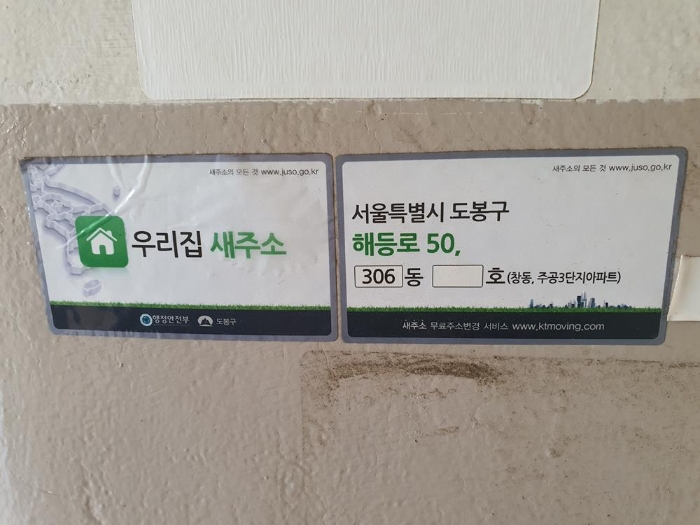 새주소의 모든 것 www.juso.go.kr
우리집 새주소
행정안전부 도봉구
새주소의 모든 것 www.juso.go.kr
서울특별시 도봉구
해등로 50,
306 동 호 (창동, 주공3단지아파트)
새주소 무료주소변경 서비스 www.ktmoving.com